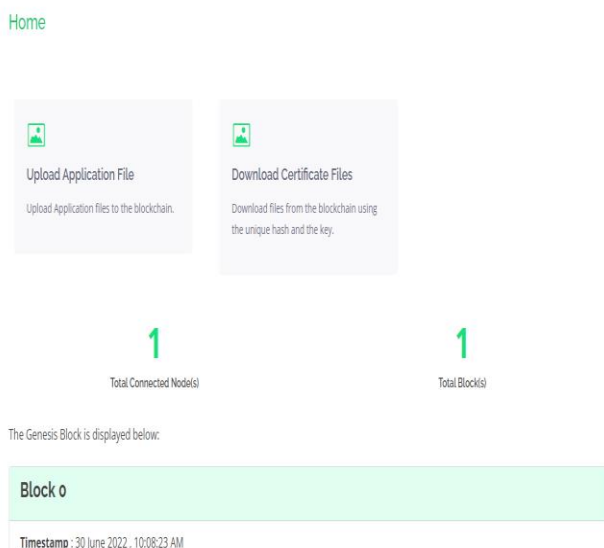 Home
Upload Application File
Upload Application files to the blockchain.
Download Certificate Files
Download files from the blockchain using
the unique hash and the key.
1
Total Connected Node(s)
1
Total Block(s)
The Genesis Block is displayed below:
Block 0
Timestamp : 30 June 2022 , 10:08:23 AM